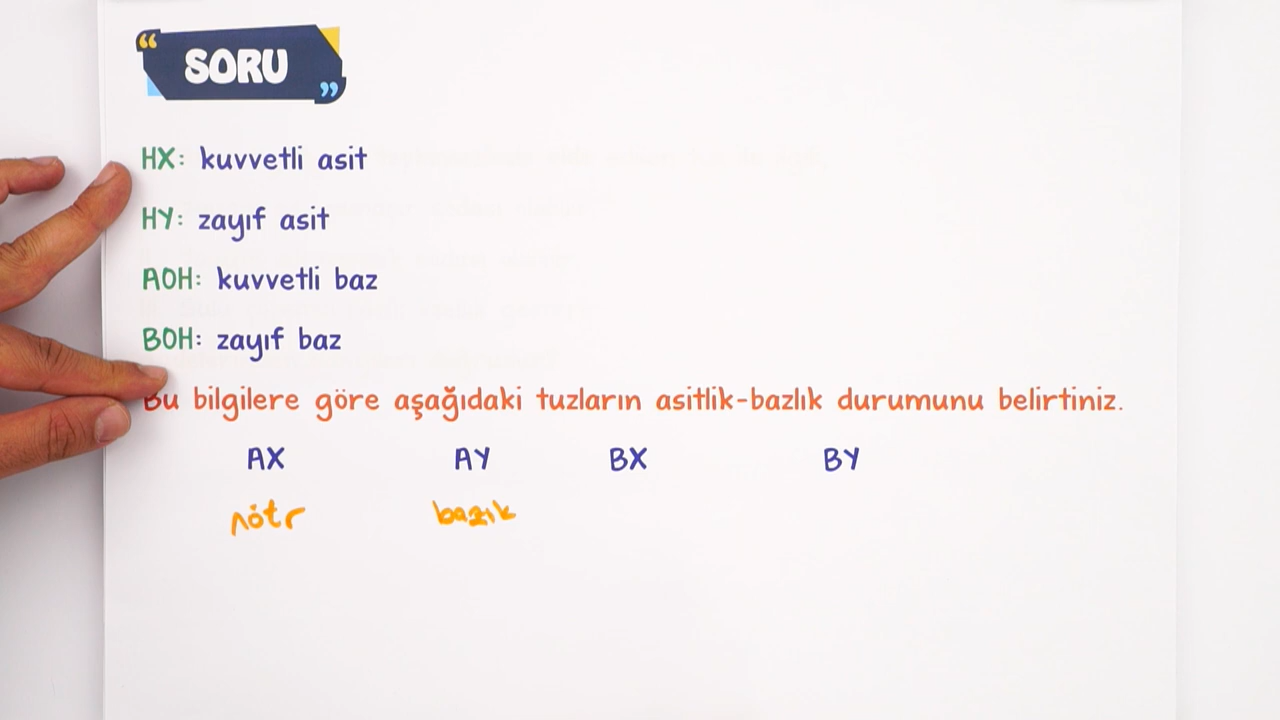 “ SORU ”
HX: kuvvetli asit
HY: zayıf asit
AOH: kuvvetli baz
BOH: zayıf baz
Bu bilgilere göre aşağıdaki tuzların asitlik-bazlık durumunu belirtiniz.
AX AY BX BY
nötr bazık